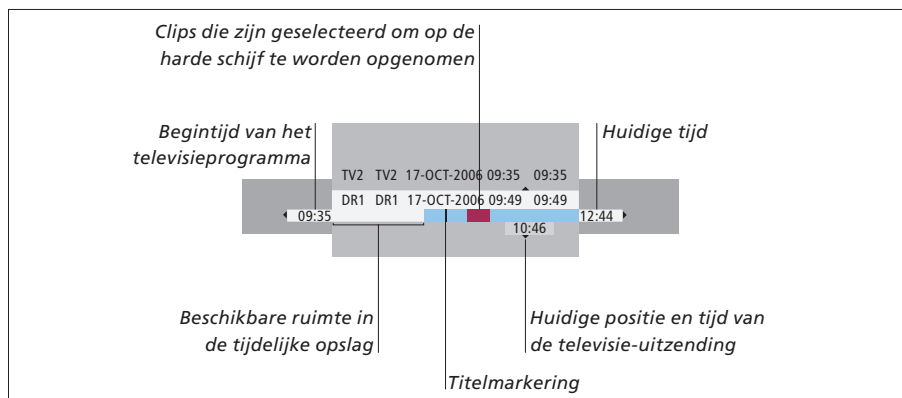 Clips die zijn geselecteerd om op de
harde schijf te worden opgenomen
Begintijd van het
televisieprogramma
Huidige tijd
TV2 TV2 17-OCT-2006 09:35 09:35
DR1 DR1 17-OCT-2006 09:49 09:49
09:35
12:44
10:46
Beschikbare ruimte in
de tijdelijke opslag
Huidige positie en tijd van
de televisie-uitzending
Titelmarkering